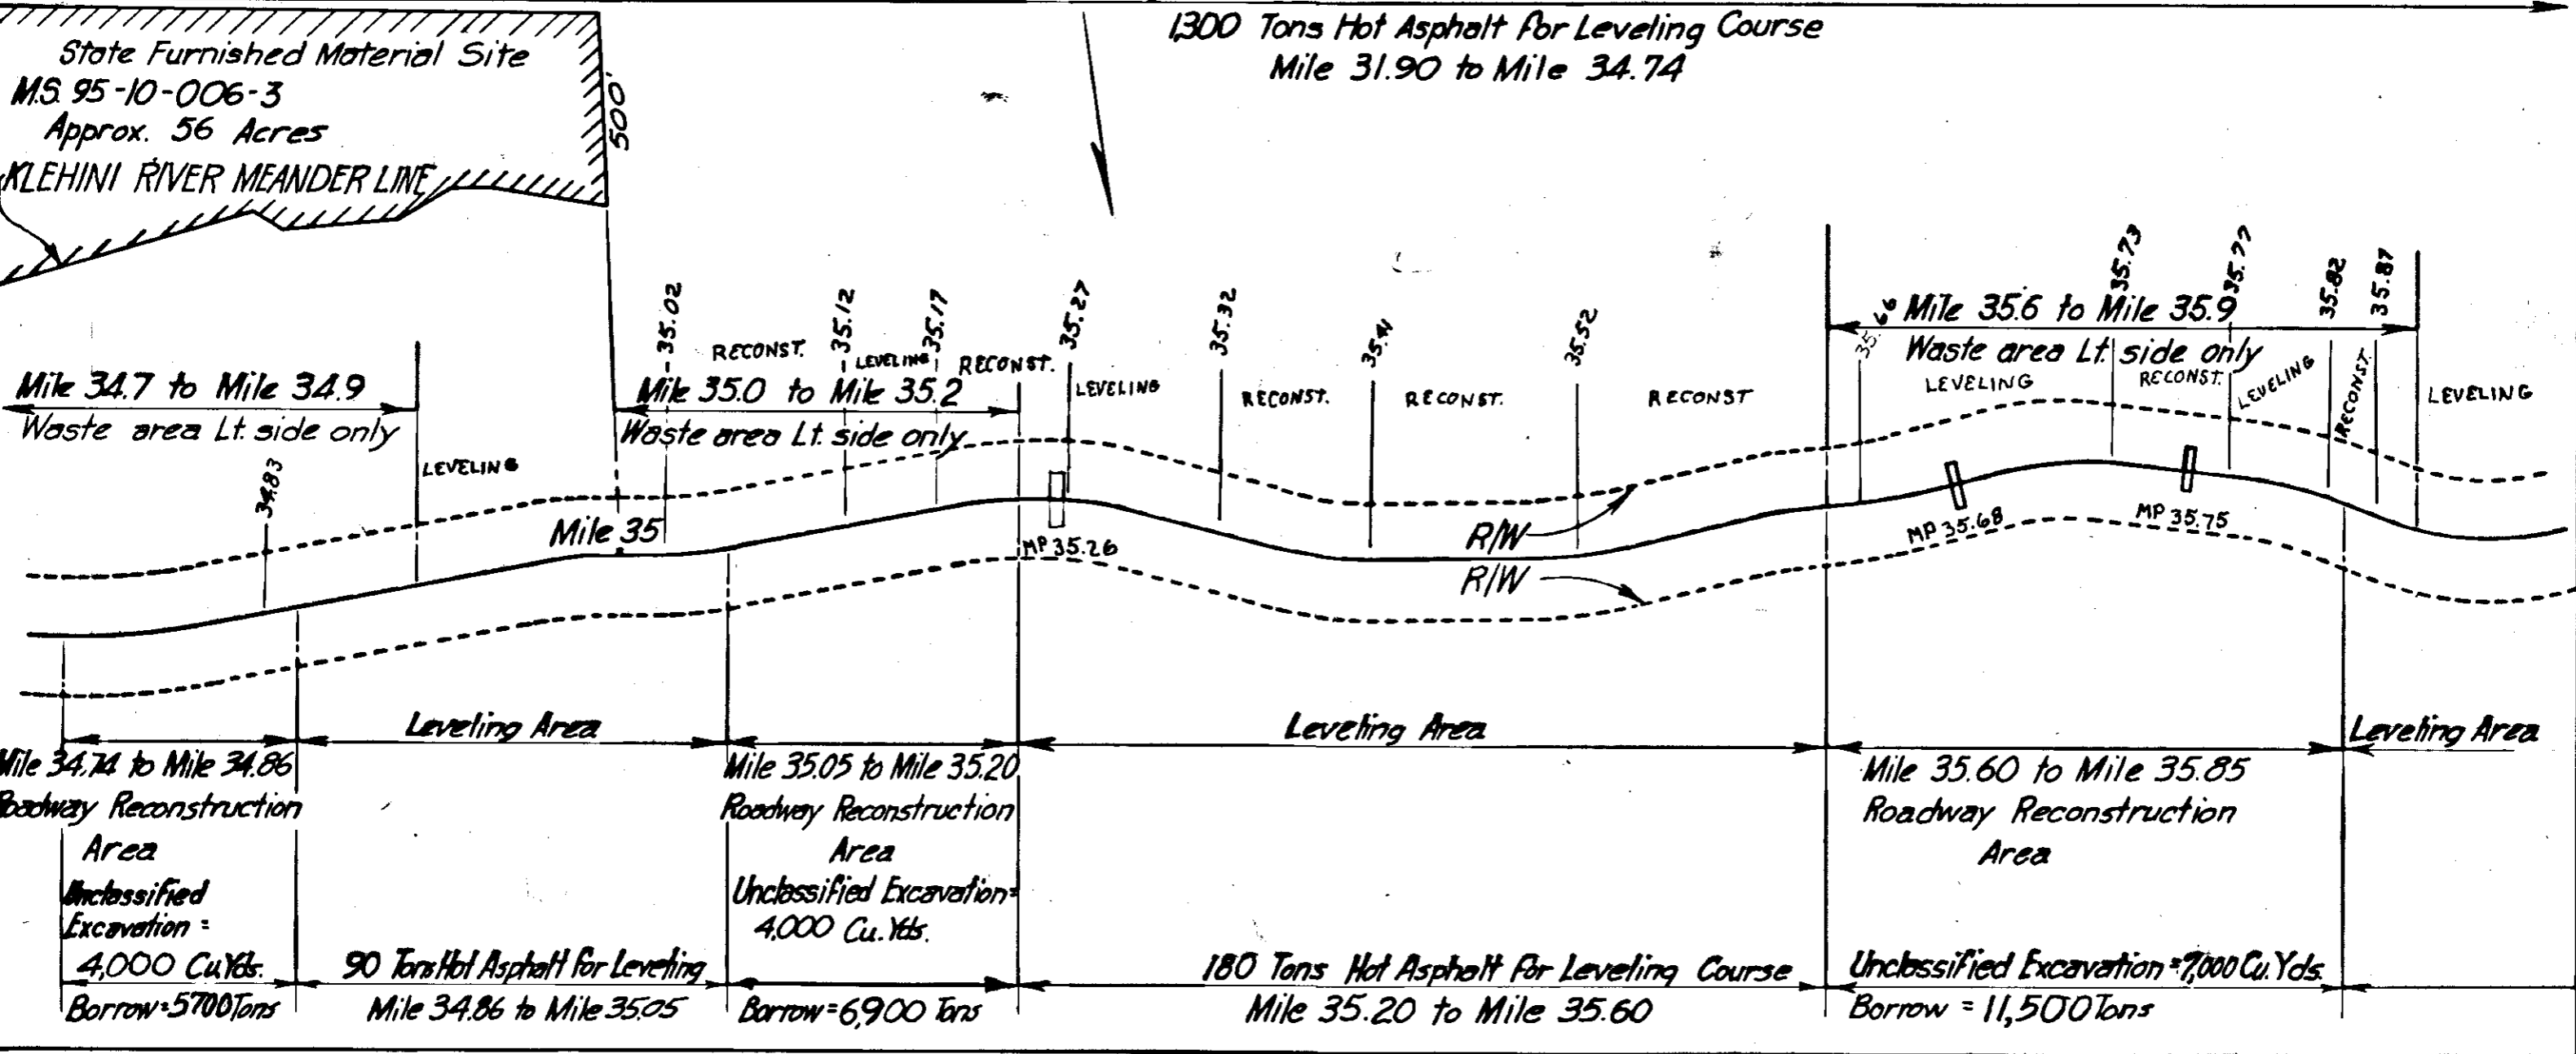 1,300 Tons Hot Asphalt for Leveling Course
Mile 31.90 to Mile 34.74
State Furnished Material Site
M.S. 95-10-006-3
Approx. 56 Acres
KLEHINI RIVER MEANDER LINE
500'
Mile 34.7 to Mile 34.9
Waste area Lt. side only
34.83
LEVELING
35.02
RECONST.
35.12
LEVELING
35.17
RECONST.
Mile 35.0 to Mile 35.2
Waste area Lt. side only
35.27
LEVELING
35.32
RECONST.
35.41
RECONST.
35.52
RECONST
35.66
Mile 35.6 to Mile 35.9
Waste area Lt. side only
LEVELING
35.73
RECONST.
35.77
LEVELING
35.82
RECONST.
35.87
LEVELING
Mile 35
MP 35.26
R/W
R/W
MP 35.68
MP 35.75
Leveling Area
Leveling Area
Leveling Area
Mile 34.74 to Mile 34.86
Roadway Reconstruction
Area
Unclassified
Excavation =
4,000 Cu.Yds.
Borrow=5700 Tons
90 Tons Hot Asphalt for Leveling
Mile 34.86 to Mile 35.05
Mile 35.05 to Mile 35.20
Roadway Reconstruction
Area
Unclassified Excavation=
4,000 Cu. Yds.
Borrow=6,900 Tons
180 Tons Hot Asphalt for Leveling Course
Mile 35.20 to Mile 35.60
Mile 35.60 to Mile 35.85
Roadway Reconstruction
Area
Unclassified Excavation=7,000 Cu. Yds.
Borrow = 11,500 Tons